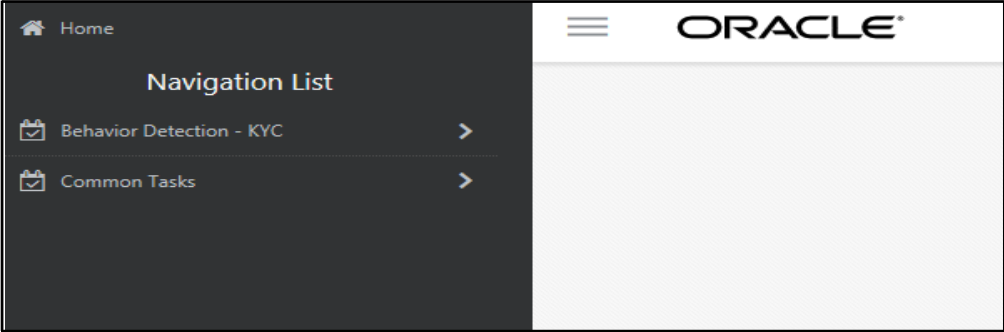 Home
ORACLE®
Navigation List
Behavior Detection - KYC
Common Tasks